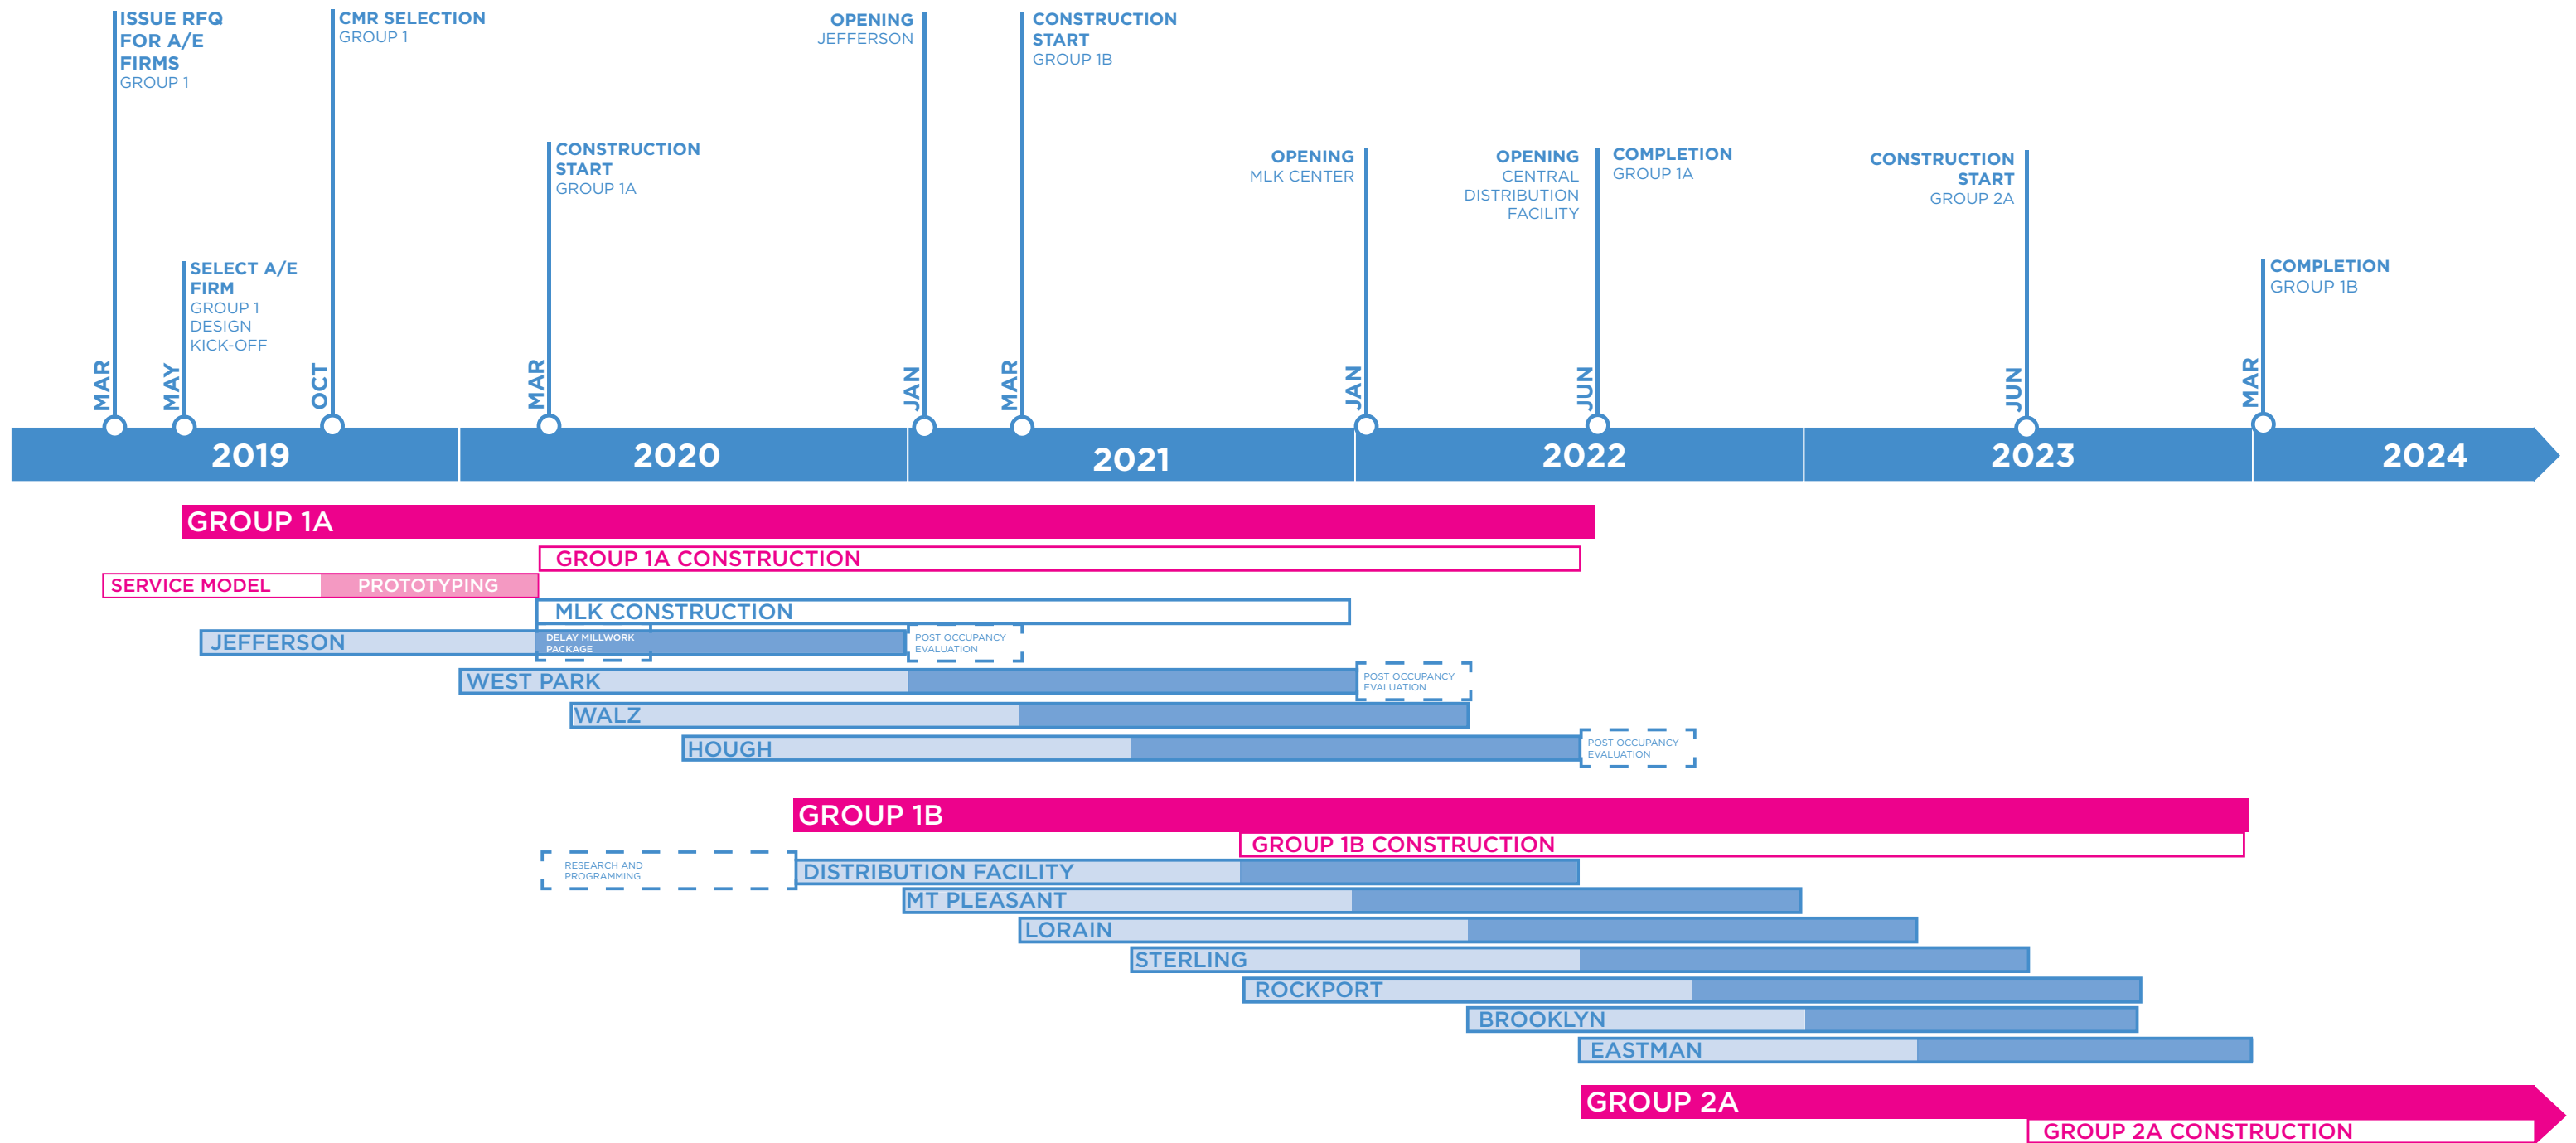 ISSUE RFQ
FOR A/E
FIRMS
GROUP 1
CMR SELECTION
GROUP 1
OPENING
JEFFERSON
CONSTRUCTION
START
GROUP 1B
CONSTRUCTION
START
GROUP 1A
OPENING
MLK CENTER
OPENING
CENTRAL
DISTRIBUTION
FACILITY
COMPLETION
GROUP 1A
CONSTRUCTION
START
GROUP 2A
SELECT A/E
FIRM
GROUP 1
DESIGN
KICK-OFF
COMPLETION
GROUP 1B
MAR
MAY
OCT
MAR
JAN
MAR
JAN
JUN
JUN
MAR
2019
2020
2021
2022
2023
2024
GROUP 1A
GROUP 1A CONSTRUCTION
SERVICE MODEL
PROTOTYPING
MLK CONSTRUCTION
JEFFERSON
DELAY MILLWORK
PACKAGE
POST OCCUPANCY
EVALUATION
WEST PARK
POST OCCUPANCY
EVALUATION
WALZ
HOUGH
POST OCCUPANCY
EVALUATION
GROUP 1B
GROUP 1B CONSTRUCTION
RESEARCH AND
PROGRAMMING
DISTRIBUTION FACILITY
MT PLEASANT
LORAIN
STERLING
ROCKPORT
BROOKLYN
EASTMAN
GROUP 2A
GROUP 2A CONSTRUCTION